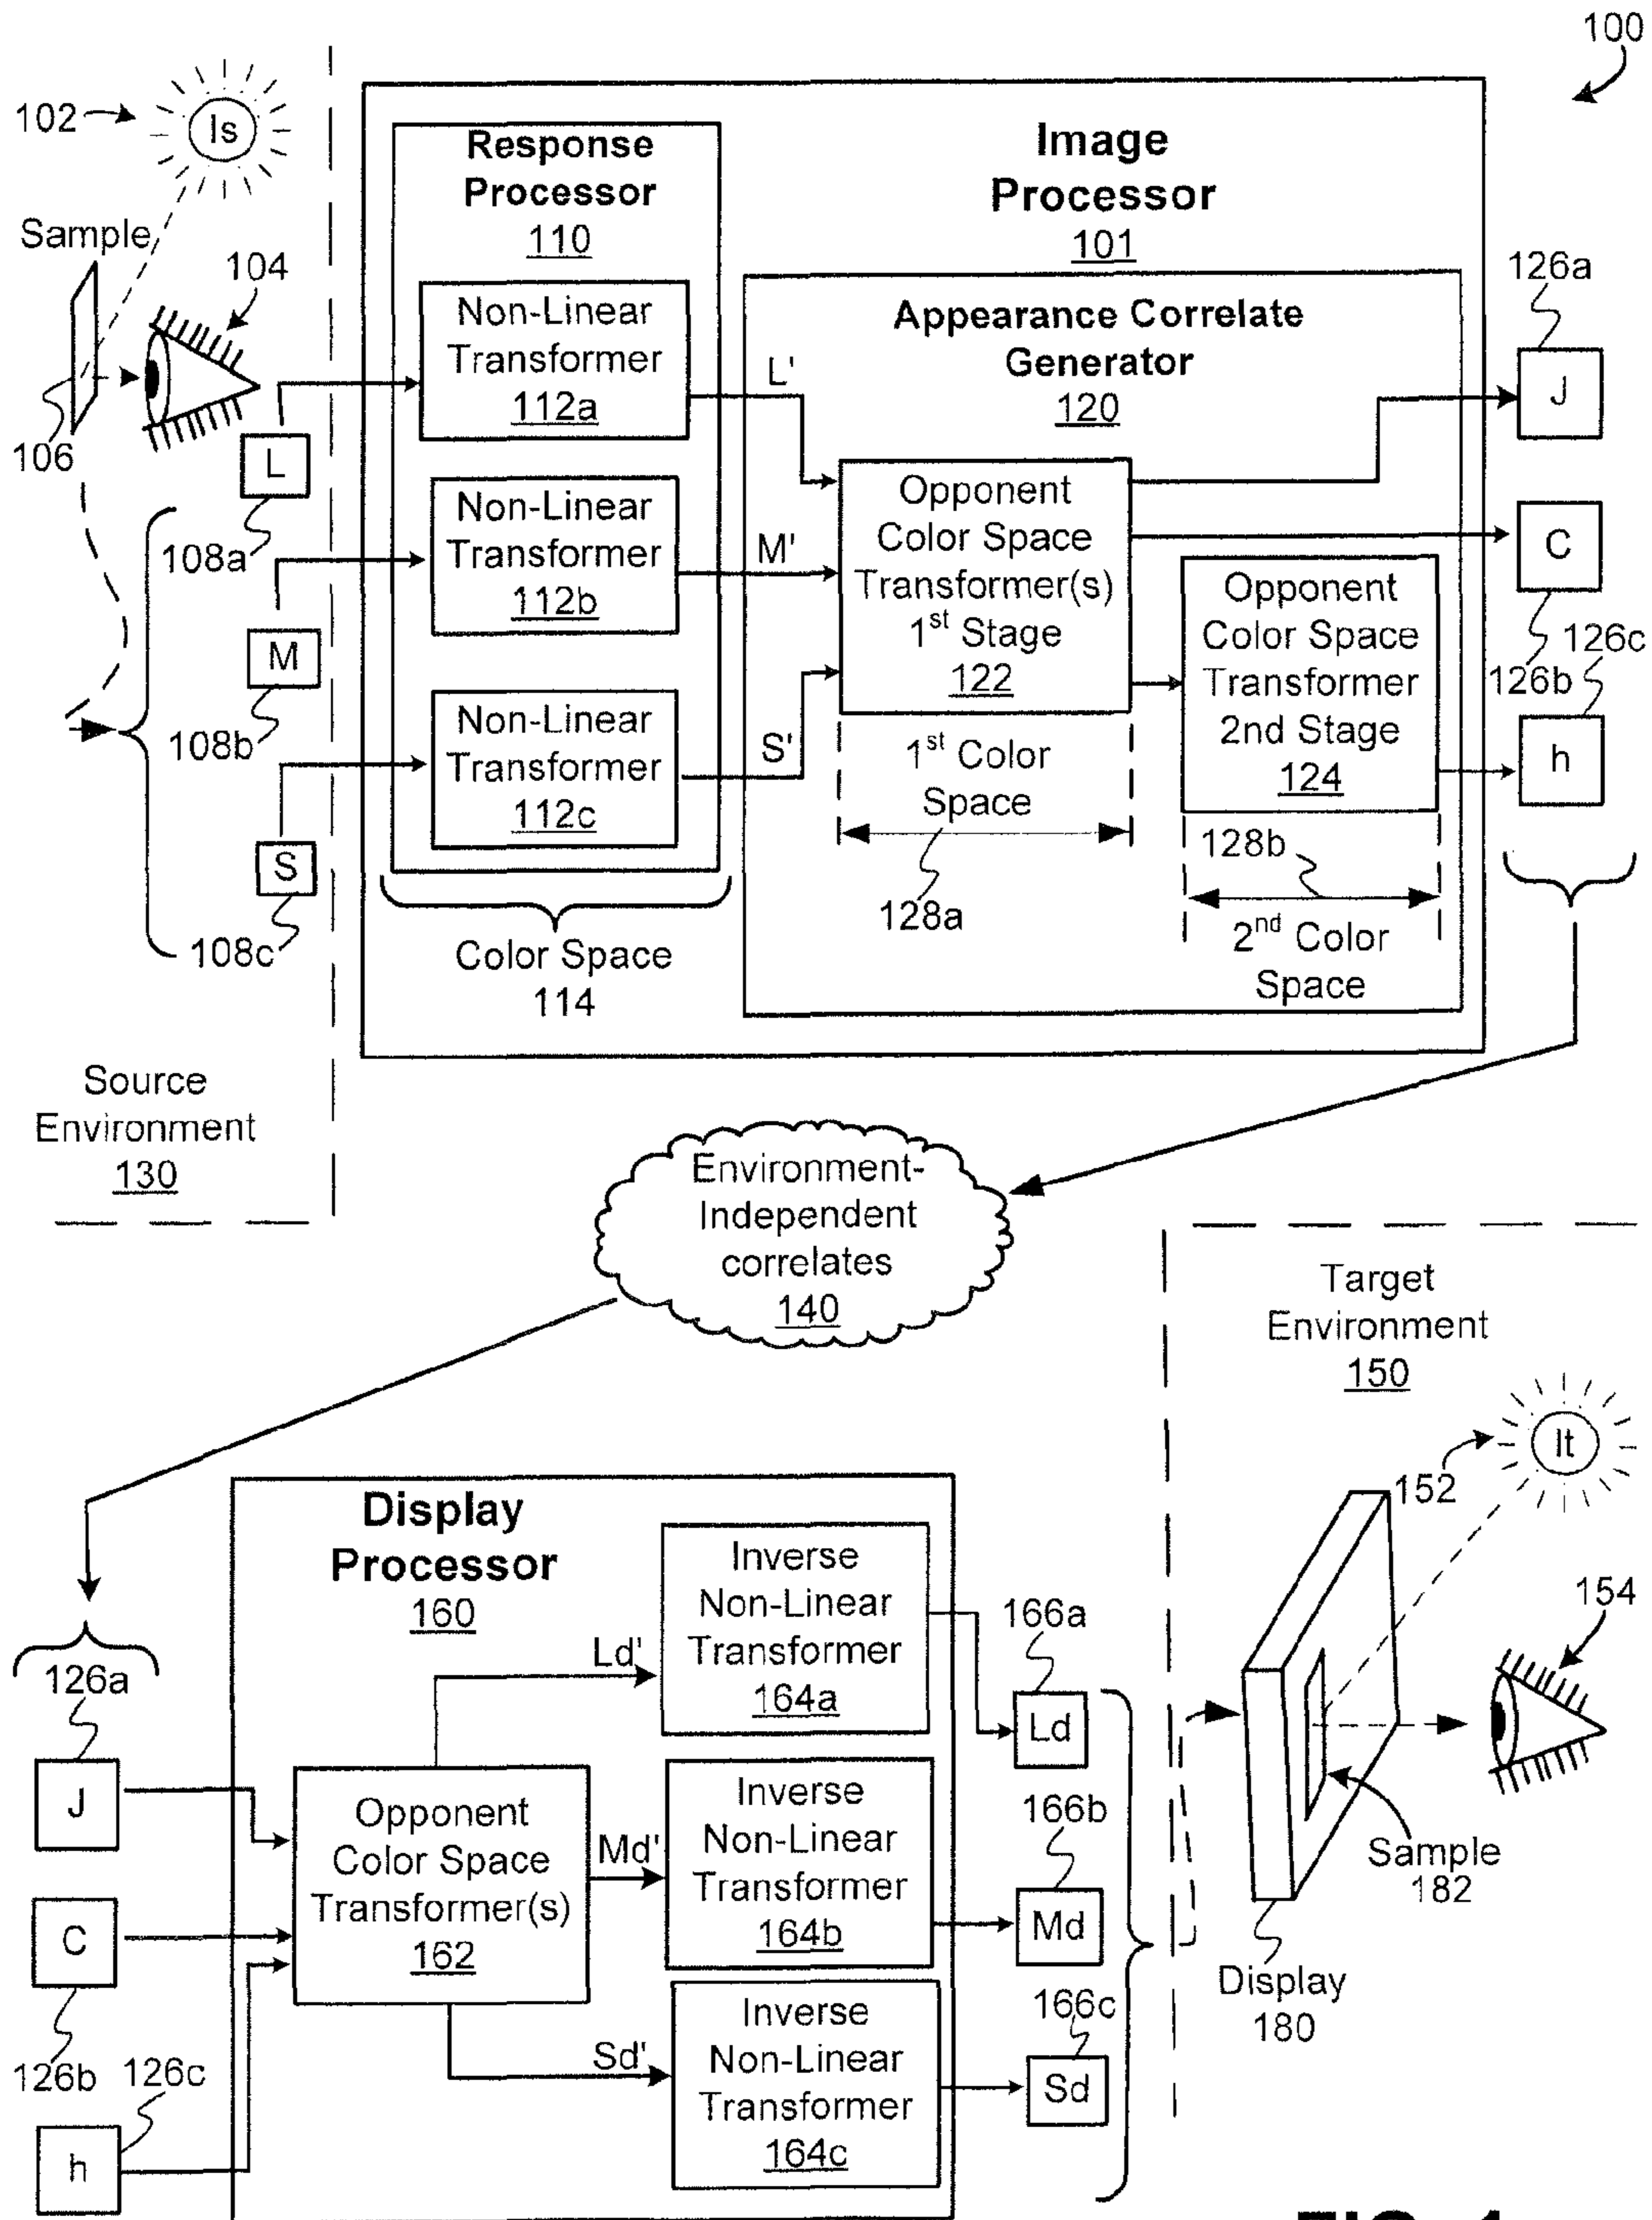 100
102
Is
Sample
104
106
L
108a
M
108b
S
108c
Source
Environment
130
Response
Processor
110
Non-Linear
Transformer
112a
Non-Linear
Transformer
112b
Non-Linear
Transformer
112c
Color Space
114
L'
M'
S'
Image
Processor
101
Appearance Correlate
Generator
120
Opponent
Color Space
Transformer(s)
1st Stage
122
1st Color
Space
128a
Opponent
Color Space
Transformer
2nd Stage
124
128b
2nd Color
Space
126a
J
C
126b
126c
h
Environment-
Independent
correlates
140
Target
Environment
150
It
152
154
Sample
182
Display
180
126a
J
C
126b
126c
h
Display
Processor
160
Opponent
Color Space
Transformer(s)
162
Ld'
Md'
Sd'
Inverse
Non-Linear
Transformer
164a
Inverse
Non-Linear
Transformer
164b
Inverse
Non-Linear
Transformer
164c
166a
Ld
166b
Md
166c
Sd